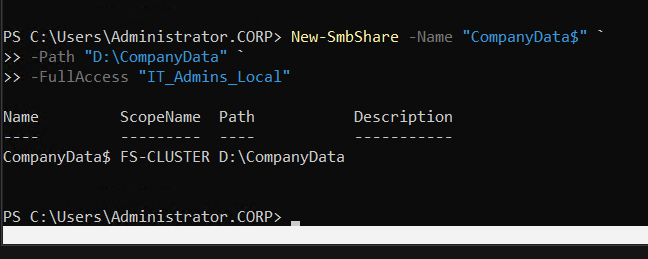 PS C:\Users\Administrator.CORP> New-SmbShare -Name "CompanyData$" `
>> -Path "D:\CompanyData" `
>> -FullAccess "IT_Admins_Local"
Name         ScopeName  Path            Description
----         ---------  ----            -----------
CompanyData$ FS-CLUSTER D:\CompanyData
PS C:\Users\Administrator.CORP>